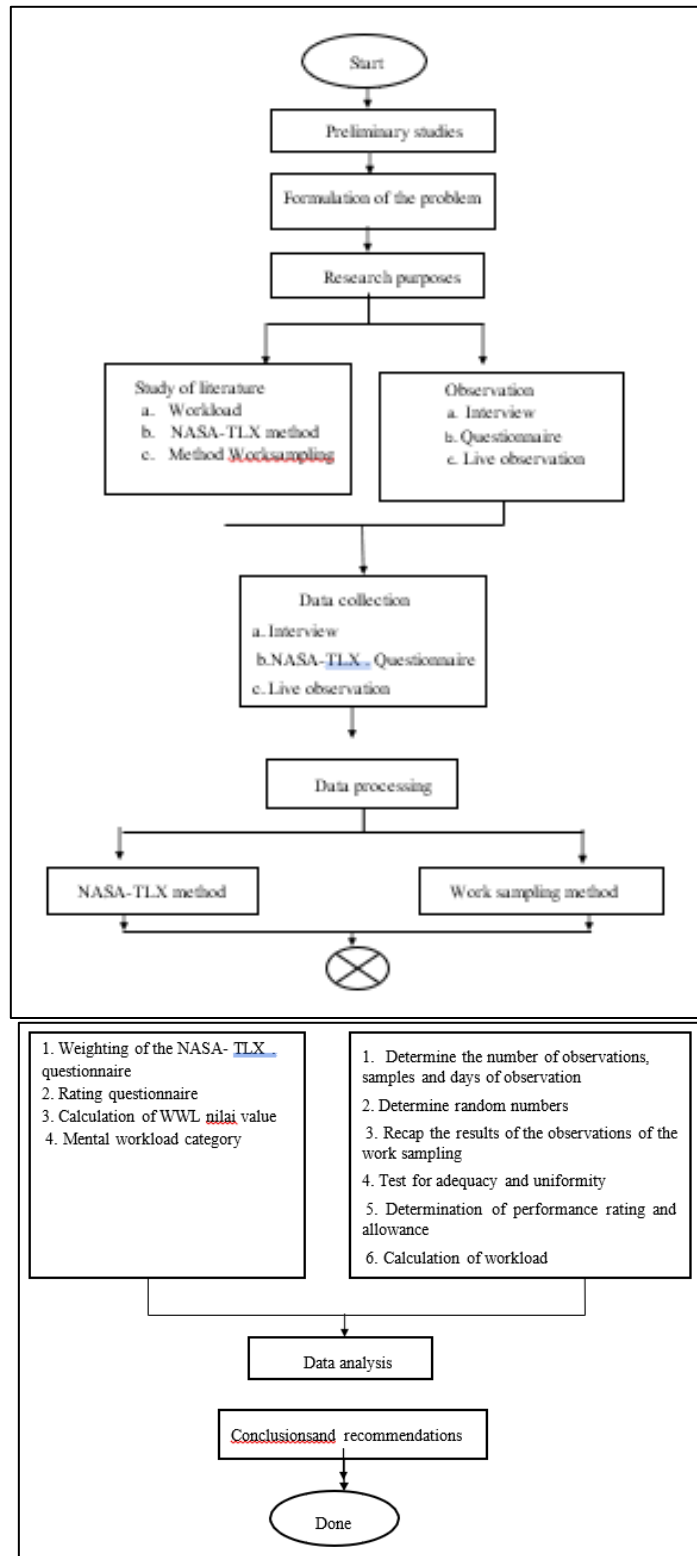 Start
Preliminary studies
Formulation of the problem
Research purposes
Study of literature
a. Workload
b. NASA-TLX method
c. Method Worksampling
Observation
a. Interview
b. Questionnaire
c. Live observation
Data collection
a. Interview
b.NASA-TLX . Questionnaire
c. Live observation
Data processing
NASA-TLX method
Work sampling method
1. Weighting of the NASA- TLX .
questionnaire
2. Rating questionnaire
3. Calculation of WWL nilai value
4. Mental workload category
1. Determine the number of observations,
samples and days of observation
2. Determine random numbers
3. Recap the results of the observations of the
work sampling
4. Test for adequacy and uniformity
5. Determination of performance rating and
allowance
6. Calculation of workload
Data analysis
Conclusionsand recommendations
Done